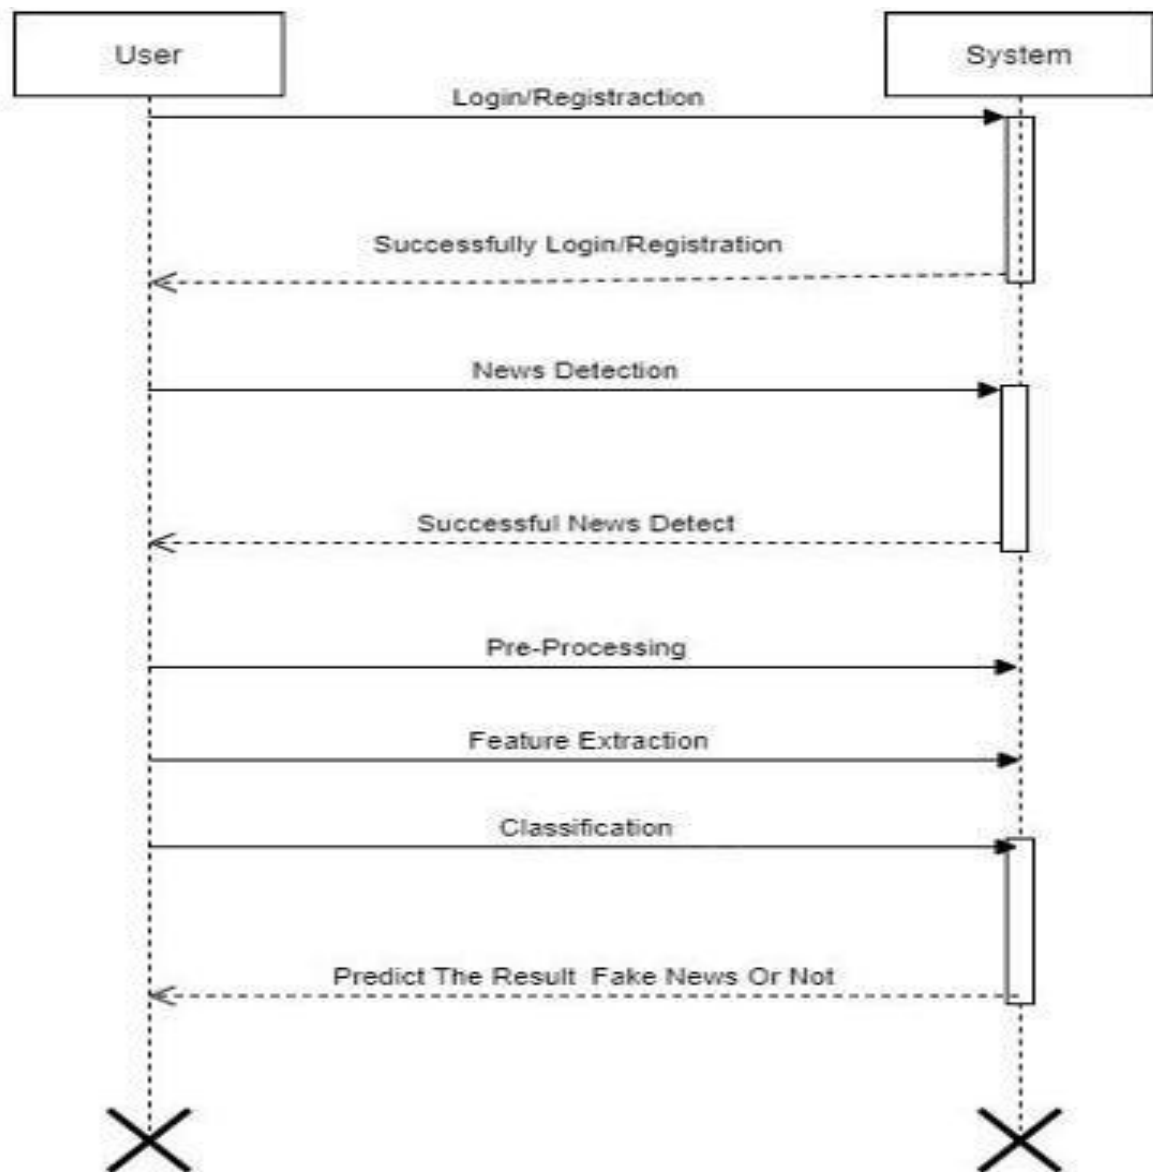 User
System
Login/Registraction
Successfully Login/Registration
News Detection
Successful News Detect
Pre-Processing
Feature Extraction
Classification
Predict The Result Fake News Or Not